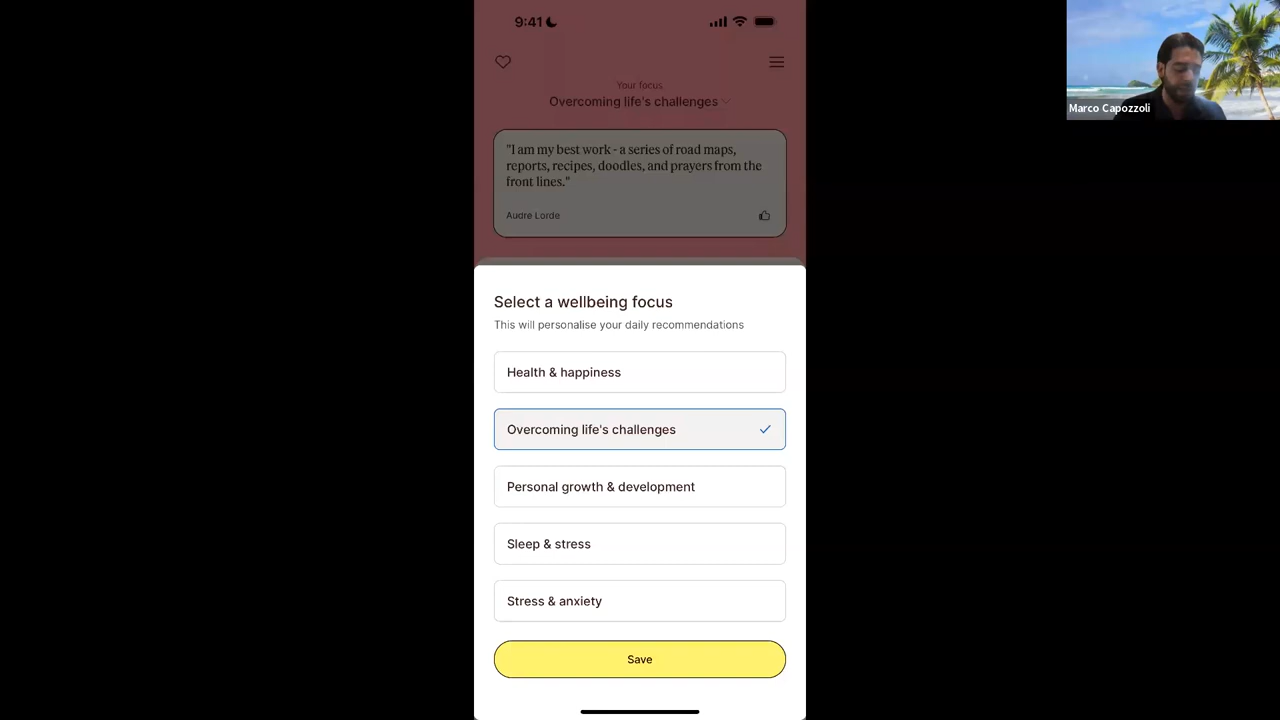 9:41
Marco Capozzoli
Your focus
Overcoming life's challenges
"I am my best work - a series of road maps,
reports, recipes, doodles, and prayers from the
front lines."
Audre Lorde
Select a wellbeing focus
This will personalise your daily recommendations
Health & happiness
Overcoming life's challenges
Personal growth & development
Sleep & stress
Stress & anxiety
Save